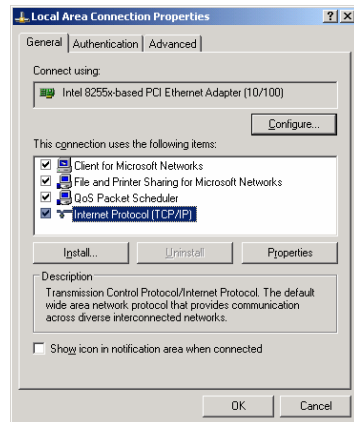 Local Area Connection Properties
General Authentication Advanced
Connect using:
Intel 8255x-based PCI Ethernet Adapter (10/100)
Configure...
This connection uses the following items:
Client for Microsoft Networks
File and Printer Sharing for Microsoft Networks
QoS Packet Scheduler
Internet Protocol (TCP/IP)
Install... Uninstall Properties
Description
Transmission Control Protocol/Internet Protocol. The default
wide area network protocol that provides communication
across diverse interconnected networks.
Show icon in notification area when connected
OK Cancel